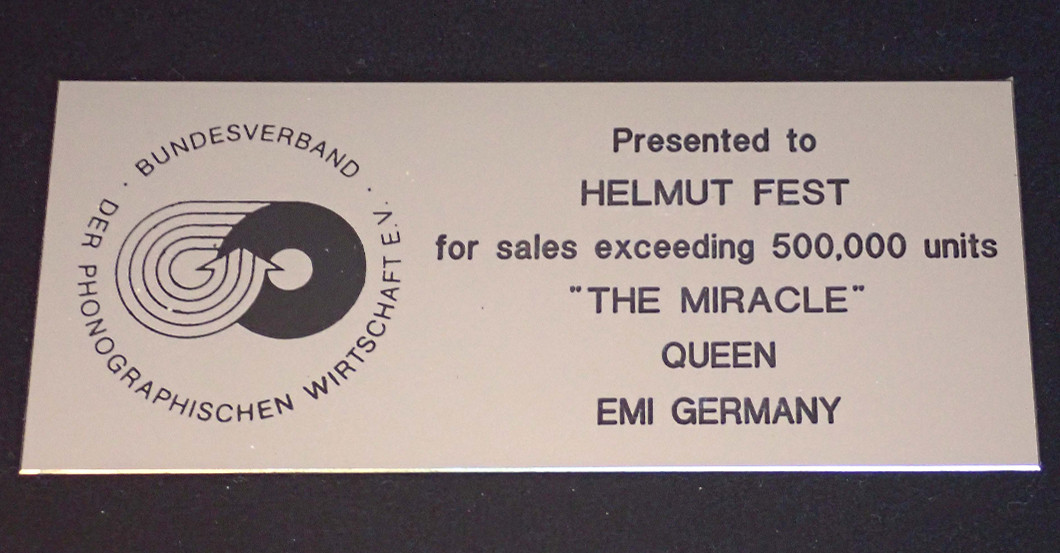 · BUNDESVERBAND ·
DER PHONOGRAPHISCHEN WIRTSCHAFT E.V.
Presented to
HELMUT FEST
for sales exceeding 500,000 units
"THE MIRACLE"
QUEEN
EMI GERMANY